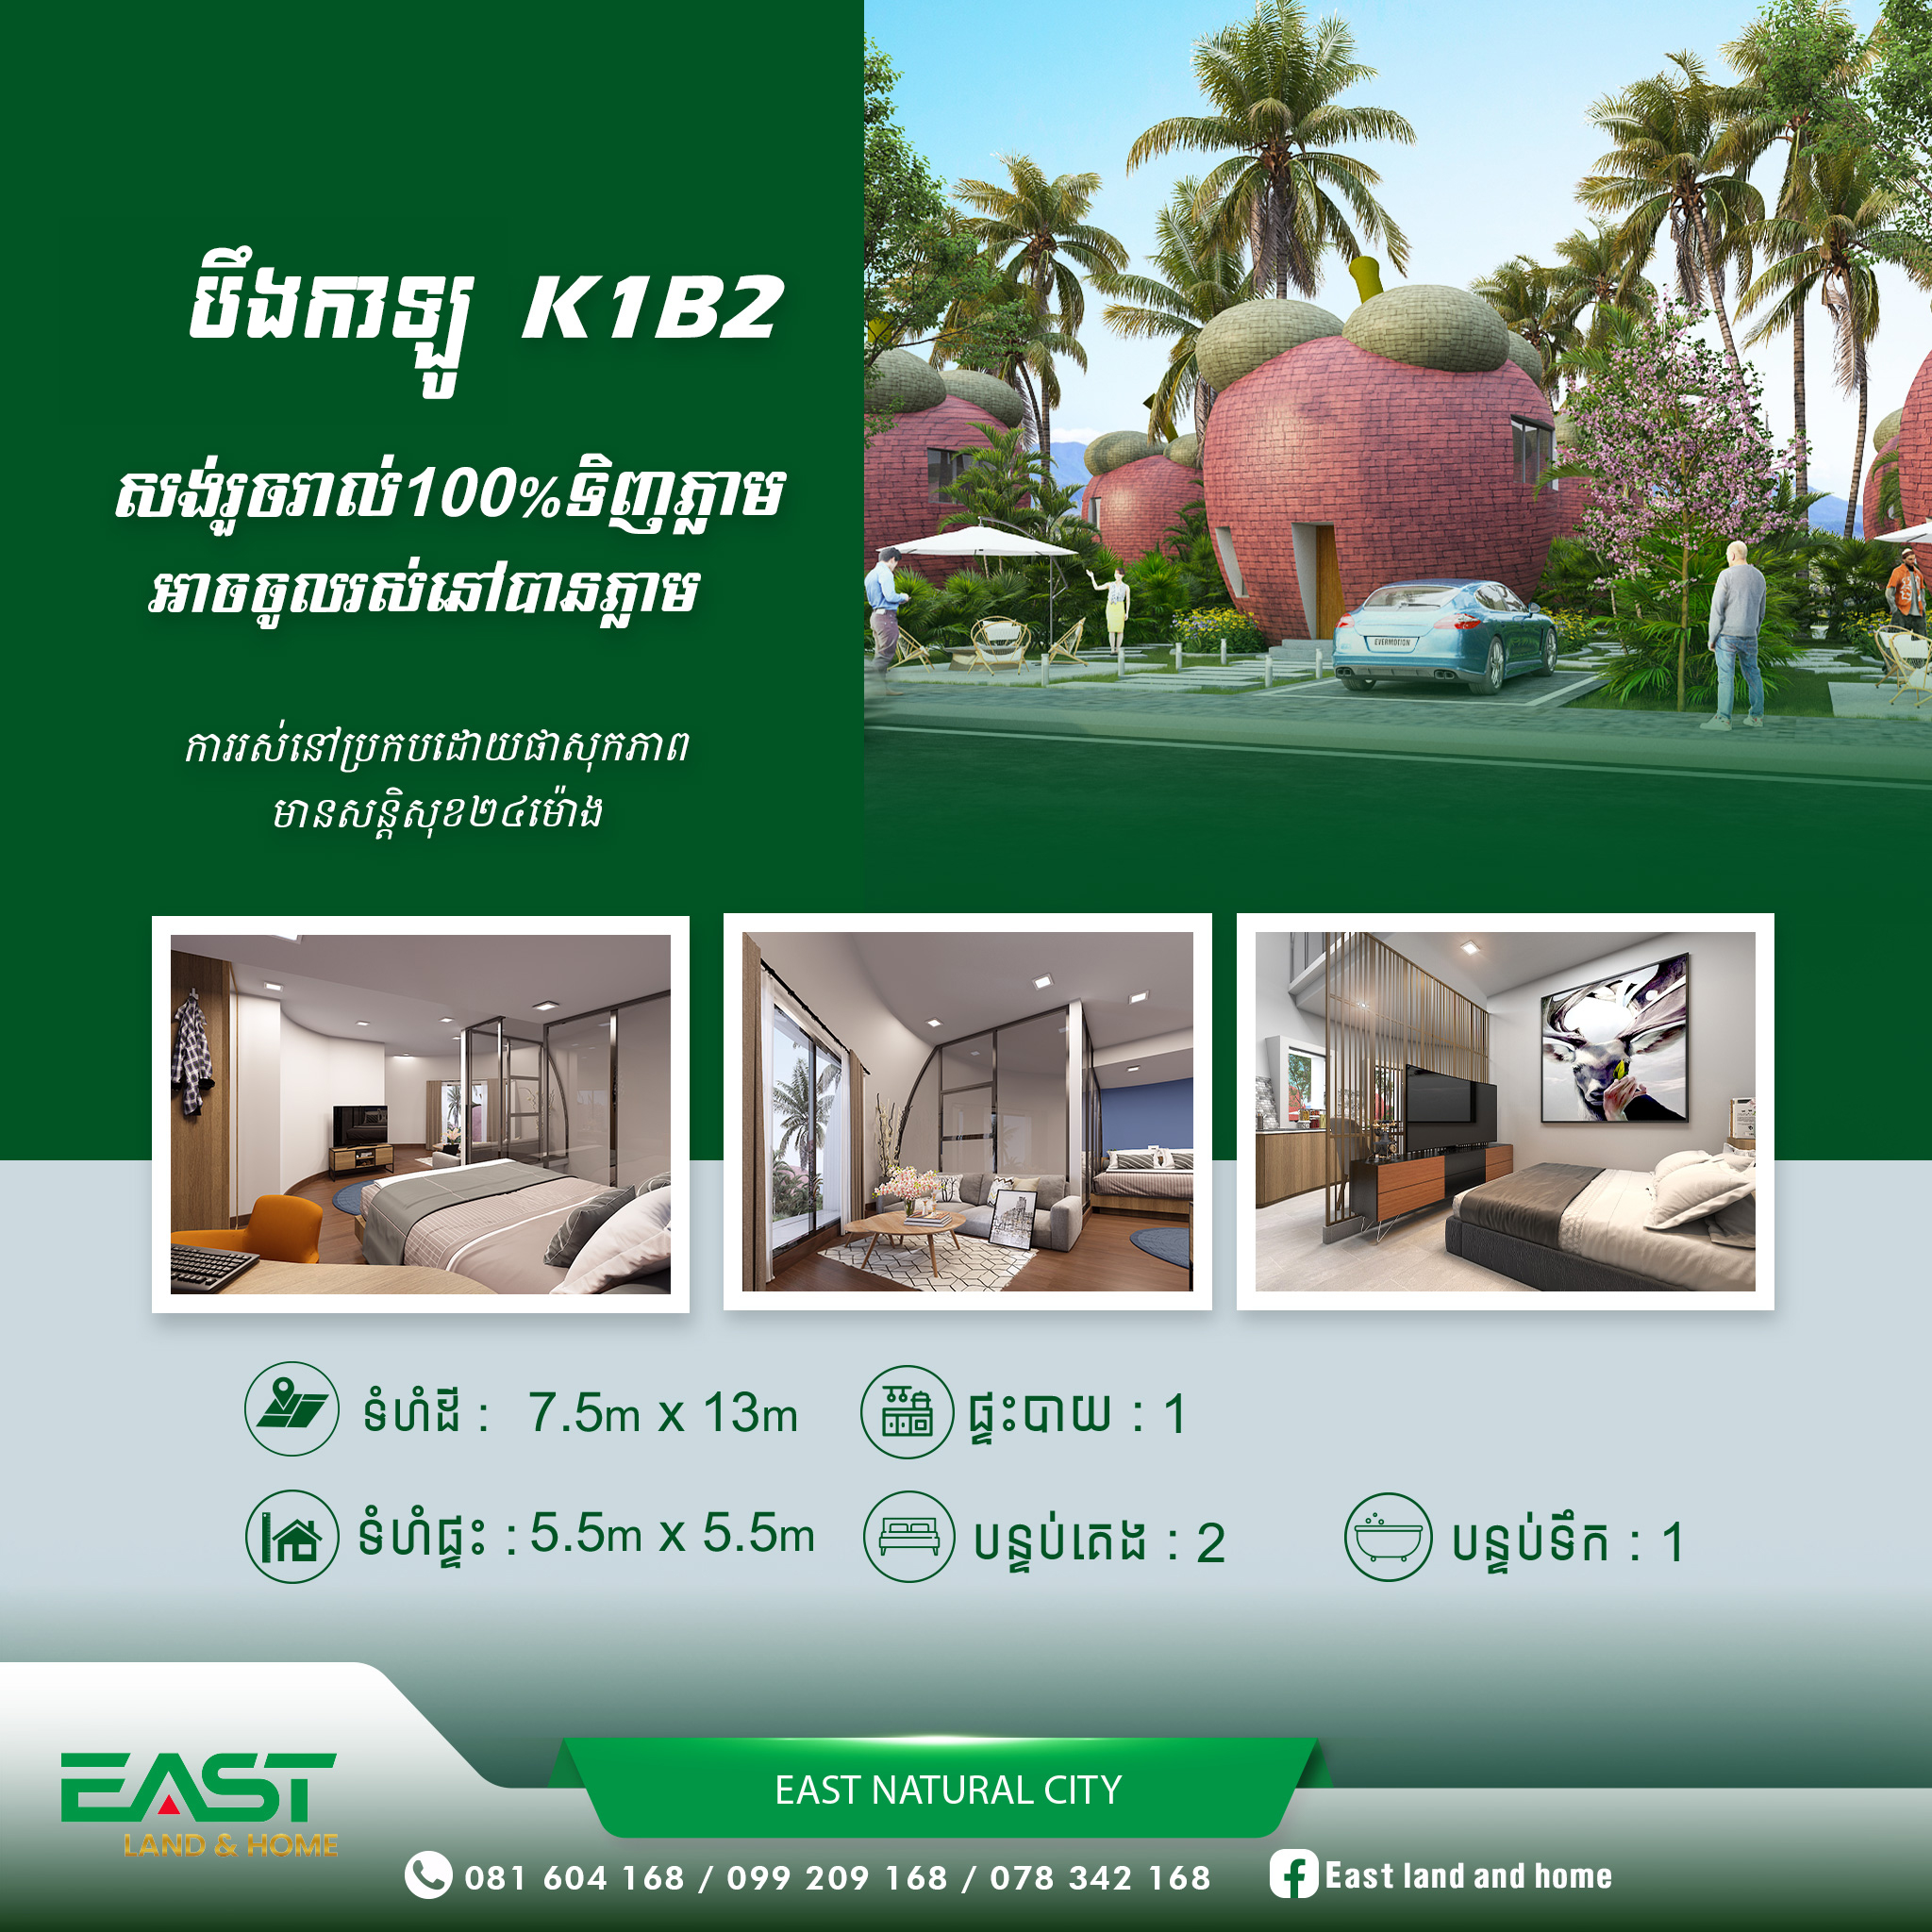 បឹងកាឡូ K1B2
សង់រួចរាល់100%ទិញភ្លាម
អាចចូលរស់នៅបានភ្លាម
ការរស់នៅប្រកបដោយផាសុកភាព
មានសន្តិសុខ២៤ម៉ោង
EVERMOTION
ទំហំដី : 7.5m x 13m
ផ្ទះបាយ : 1
ទំហំផ្ទះ : 5.5m x 5.5m
បន្ទប់គេង : 2
បន្ទប់ទឹក : 1
EAST
LAND & HOME
EAST NATURAL CITY
081 604 168 / 099 209 168 / 078 342 168
East land and home